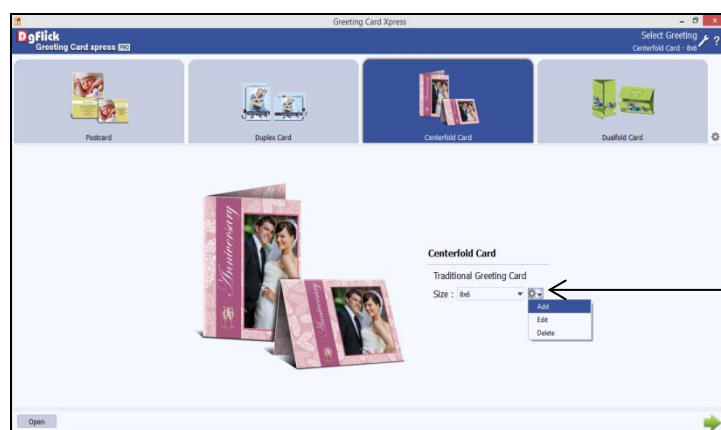 Greeting Card Xpress
DgFlick
Greeting Card xpress PRO
Select Greeting
Centerfold Card - 8x6
?
Postcard
Duplex Card
Centerfold Card
Dualfold Card
Anniversary
Anniversary
Centerfold Card
Traditional Greeting Card
Size : 8x6
Add
Edit
Delete
Open